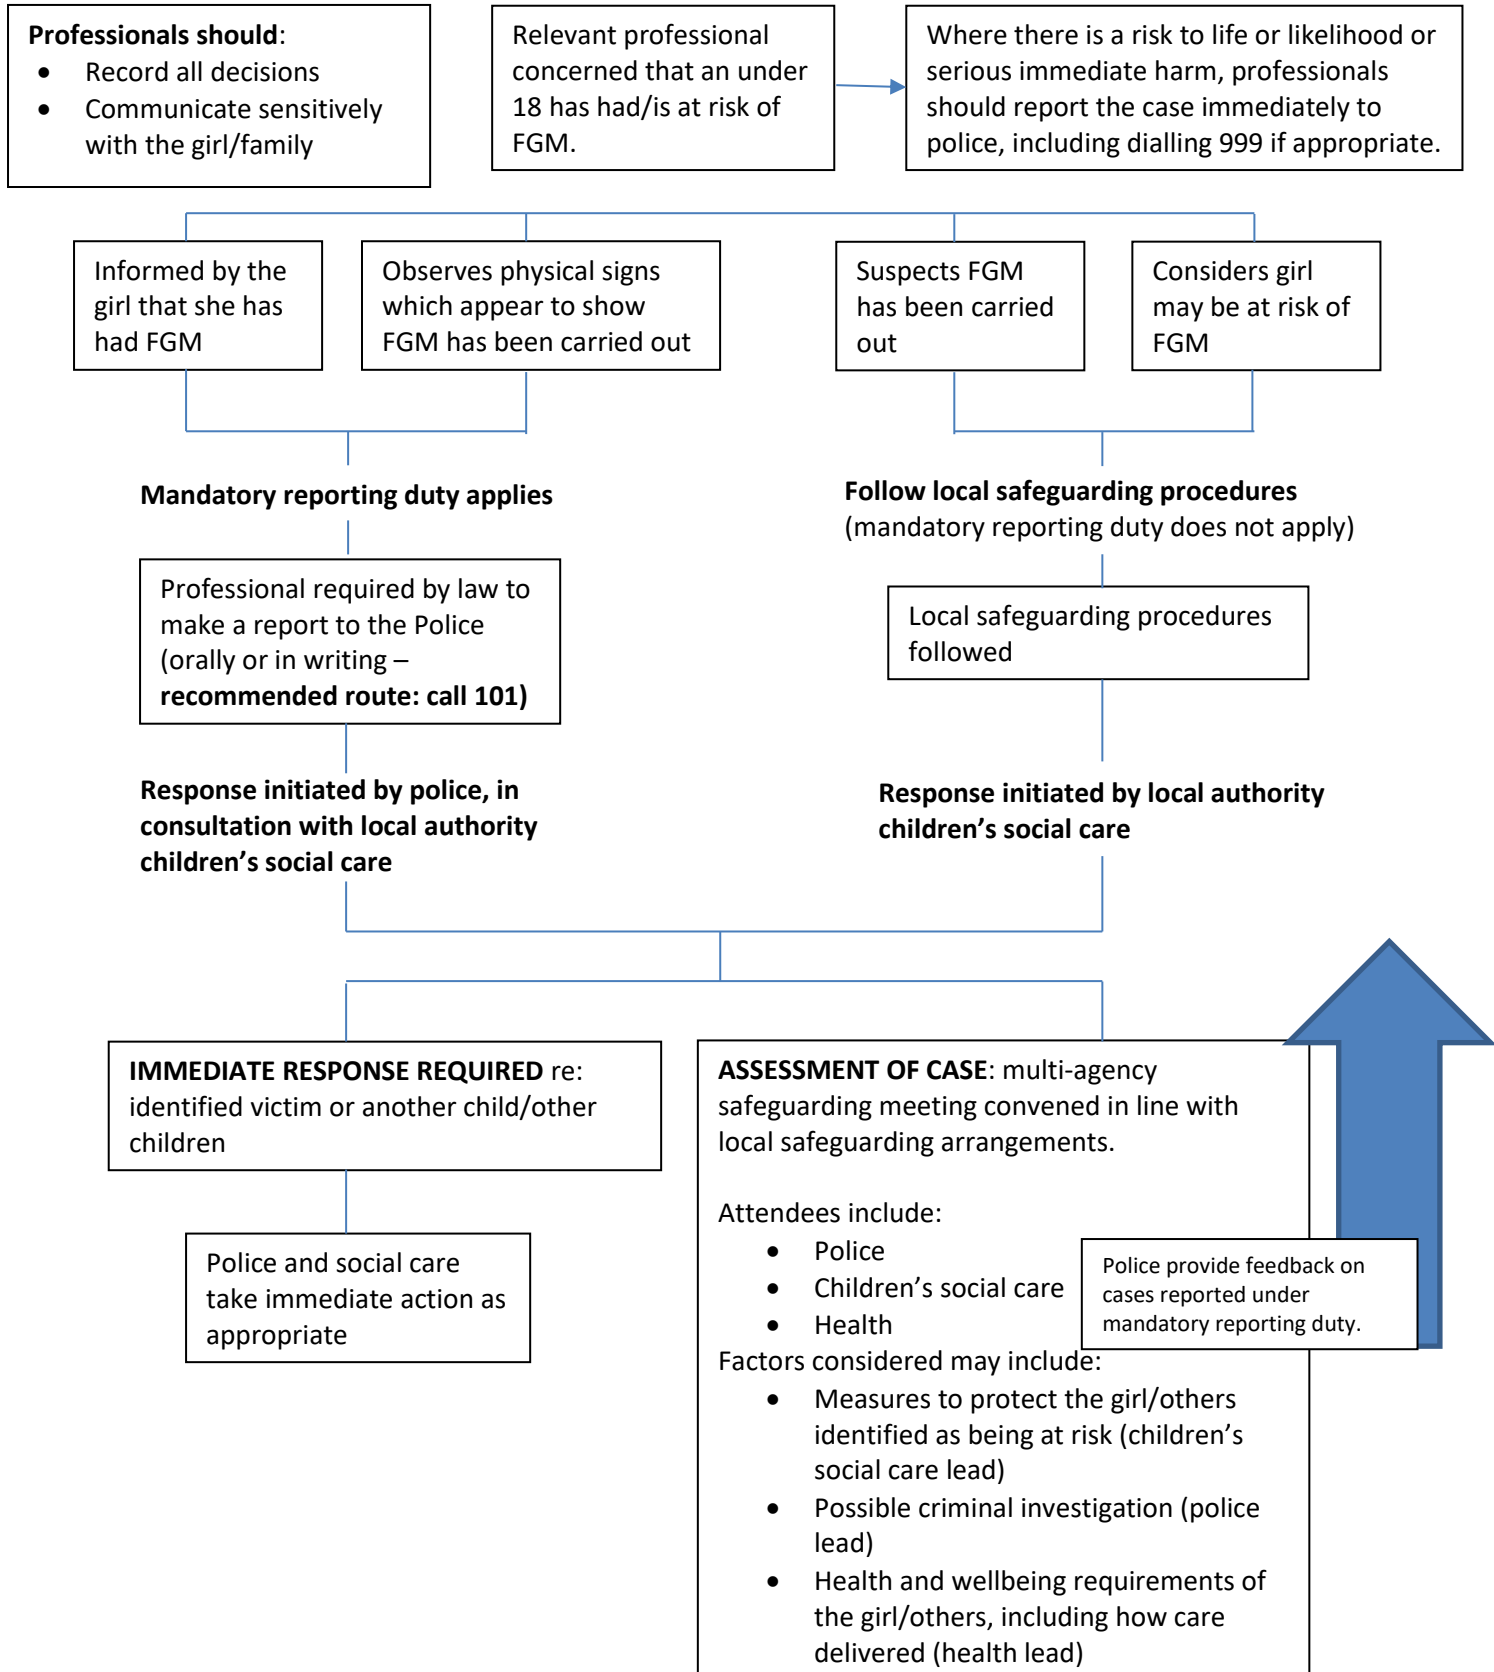 Professionals should:
• Record all decisions
• Communicate sensitively
with the girl/family
Relevant professional
concerned that an under
18 has had/is at risk of
FGM.
Where there is a risk to life or likelihood or
serious immediate harm, professionals
should report the case immediately to
police, including dialling 999 if appropriate.
Informed by the
girl that she has
had FGM
Observes physical signs
which appear to show
FGM has been carried out
Suspects FGM
has been carried
out
Considers girl
may be at risk of
FGM
Mandatory reporting duty applies
Follow local safeguarding procedures
(mandatory reporting duty does not apply)
Professional required by law to
make a report to the Police
(orally or in writing –
recommended route: call 101)
Local safeguarding procedures
followed
Response initiated by police, in
consultation with local authority
children’s social care
Response initiated by local authority
children’s social care
IMMEDIATE RESPONSE REQUIRED re:
identified victim or another child/other
children
Police and social care
take immediate action as
appropriate
ASSESSMENT OF CASE: multi-agency
safeguarding meeting convened in line with
local safeguarding arrangements.
Attendees include:
• Police
• Children’s social care
• Health
Factors considered may include:
• Measures to protect the girl/others
identified as being at risk (children’s
social care lead)
• Possible criminal investigation (police
lead)
• Health and wellbeing requirements of
the girl/others, including how care
delivered (health lead)
Police provide feedback on
cases reported under
mandatory reporting duty.